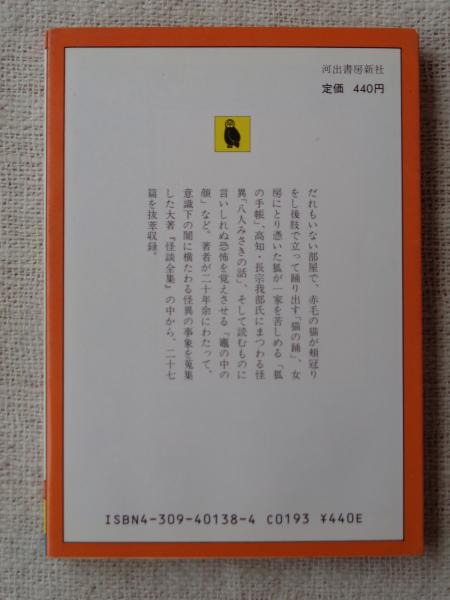 河出書房新社
定価 440円
だれもいない部屋で、赤毛の猫が頬冠り
をし後肢で立って踊り出す「猫の踊」、女
房にとり憑いた狐が一家を苦しめる「狐
の手帳」、高知・長宗我部氏にまつわる怪
異「八人みさきの話」、そして読むものに
言いしれぬ恐怖を覚えさせる「竈の中の
顔」など。著者が二十年余にわたって、
意識下の闇に横たわる怪異の事象を蒐集
した大著『怪談全集』の中から、二十七
篇を抜萃収録。
ISBN4-309-40138-4 C0193 ¥440E